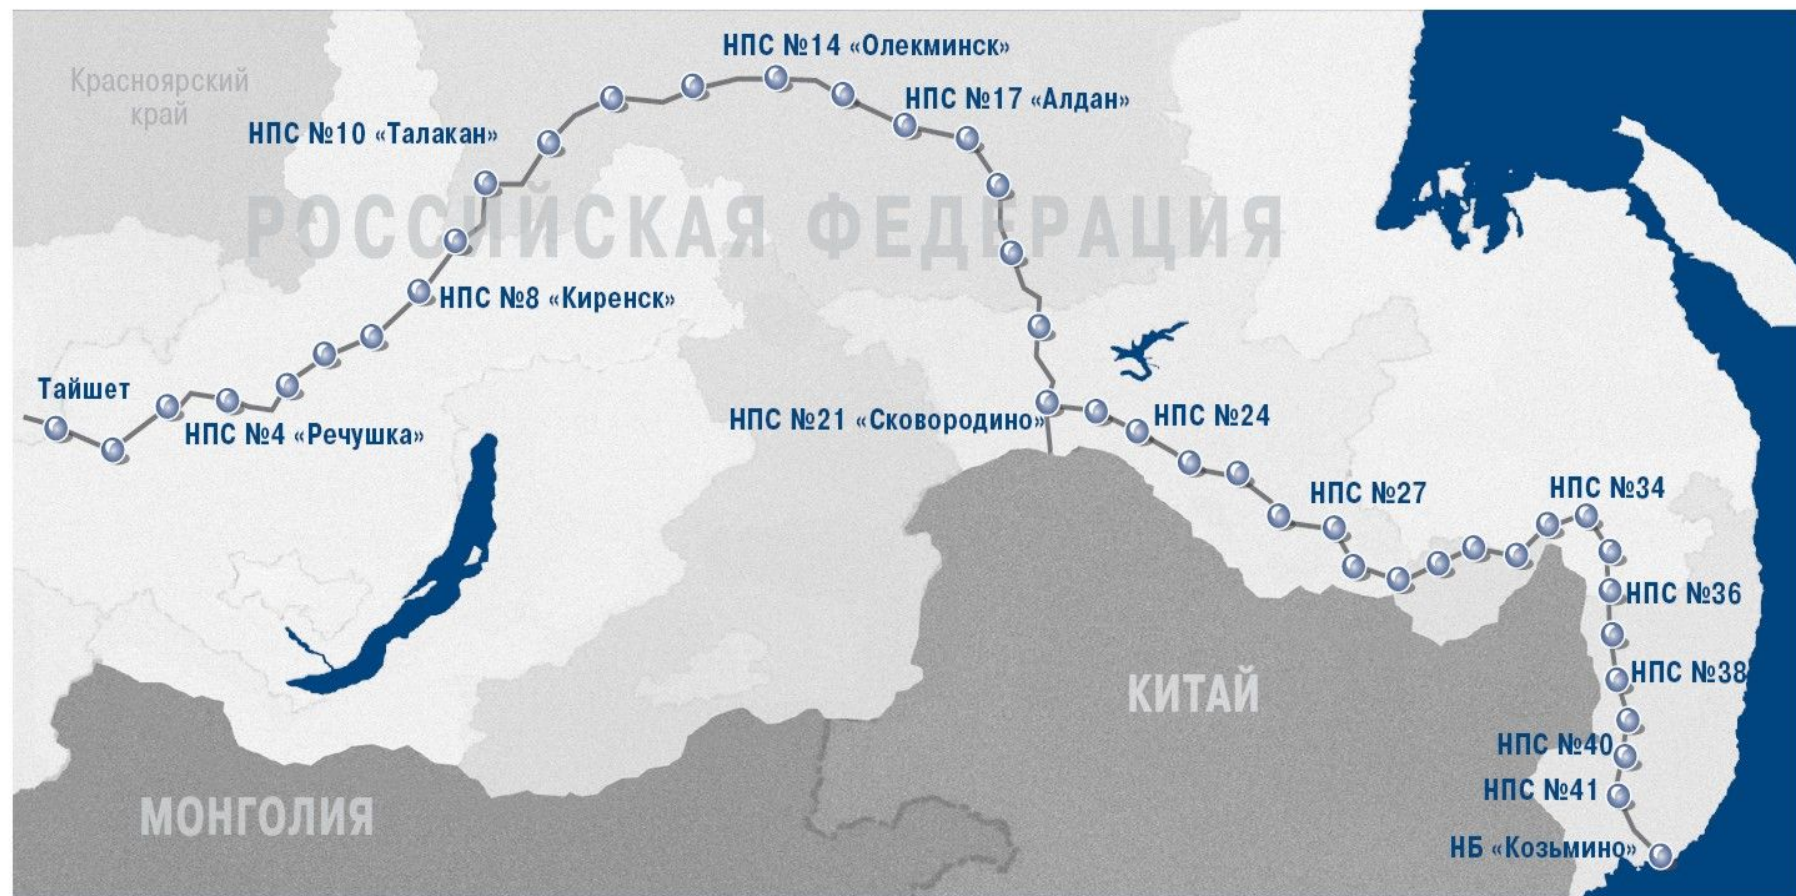 НПС №14 «Олекминск»
Красноярский
край
НПС №17 «Алдан»
НПС №10 «Талакан»
РОССИЙСКАЯ ФЕДЕРАЦИЯ
НПС №8 «Киренск»
Тайшет
НПС №4 «Речушка»
НПС №21 «Сковородино»
НПС №24
НПС №27
НПС №34
НПС №36
НПС №38
КИТАЙ
НПС №40
НПС №41
МОНГОЛИЯ
НБ «Козьмино»